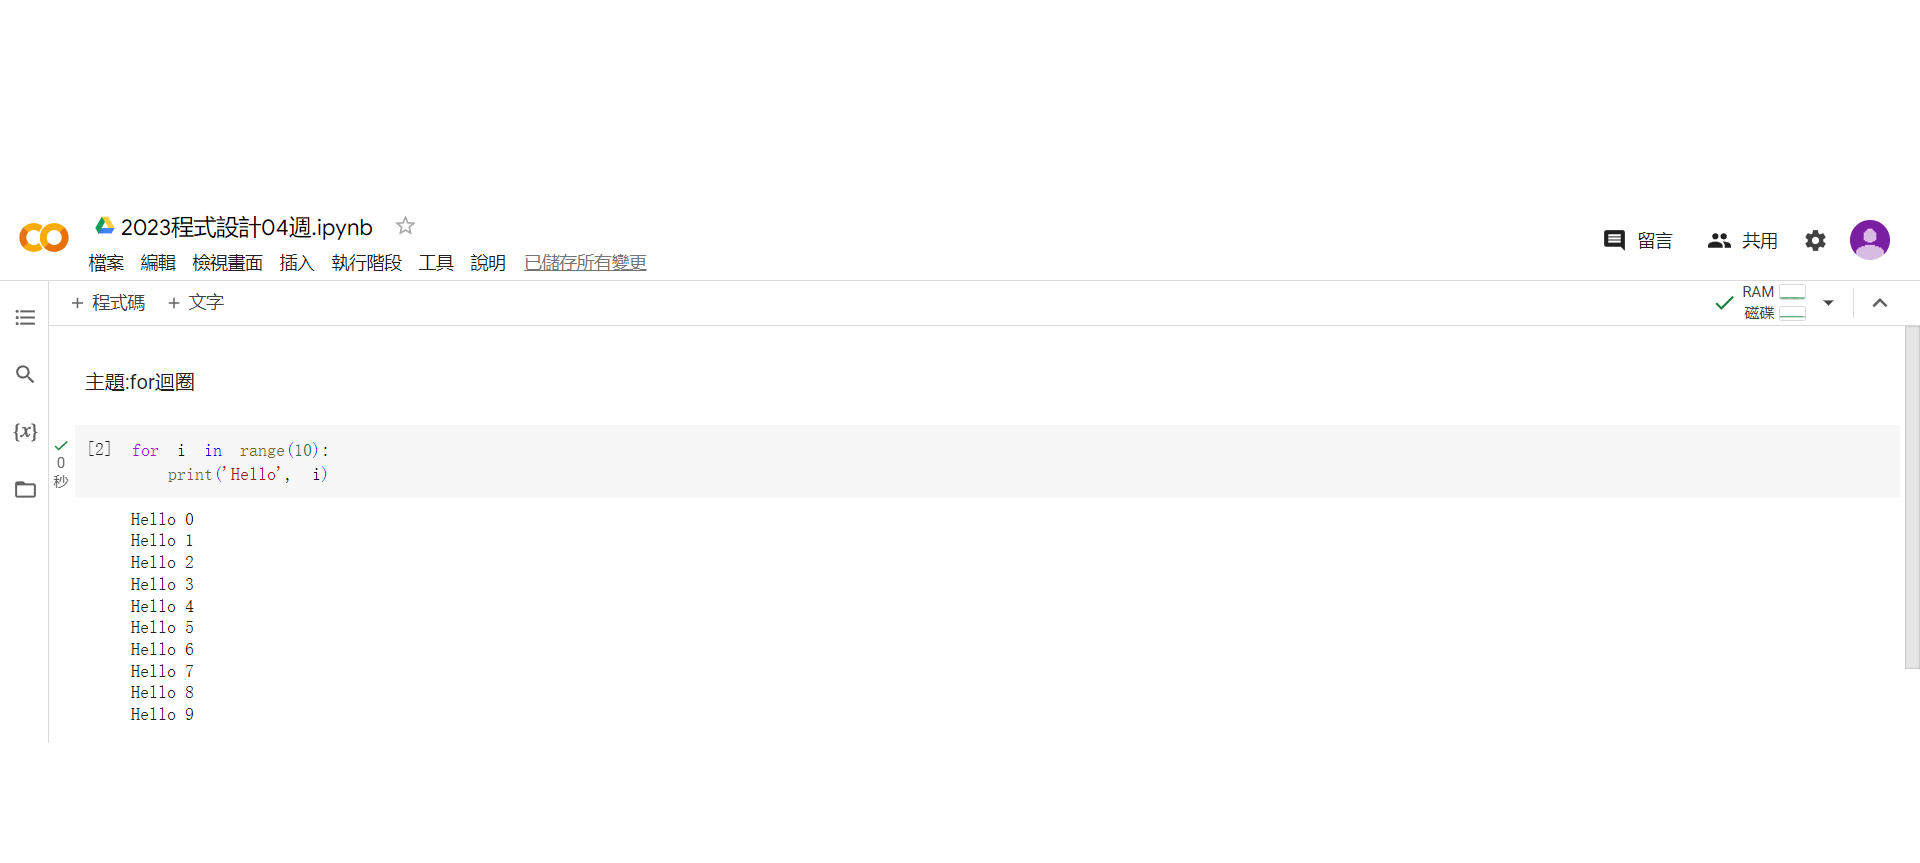 2023程式設計04週.ipynb
檔案 編輯 檢視畫面 插入 執行階段 工具 說明 已儲存所有變更
留言 共用
+ 程式碼 + 文字
RAM
磁碟
主題:for迴圈
[2] for i in range(10):
print('Hello', i)
0
秒
Hello 0
Hello 1
Hello 2
Hello 3
Hello 4
Hello 5
Hello 6
Hello 7
Hello 8
Hello 9